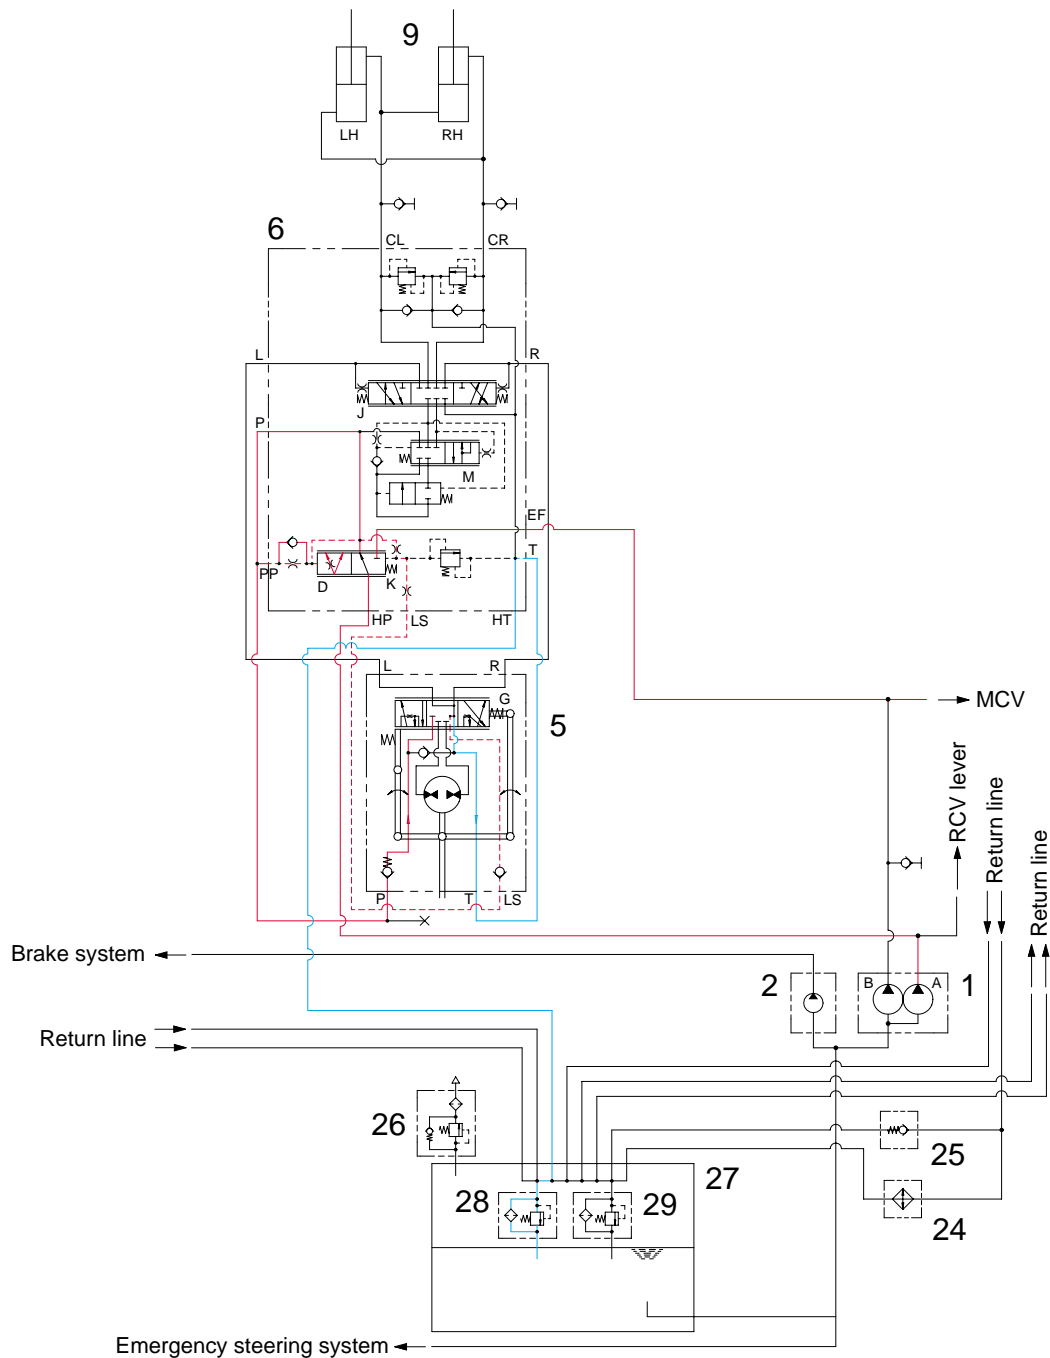 9
LH RH
6
CL CR
L R
J
P
M
EF
T
PP D K
HP LS HT
L R
G
5
MCV
RCV lever
Return line
Return line
P T LS
Brake system
2
B A 1
Return line
26
25
27
28 29
24
Emergency steering system